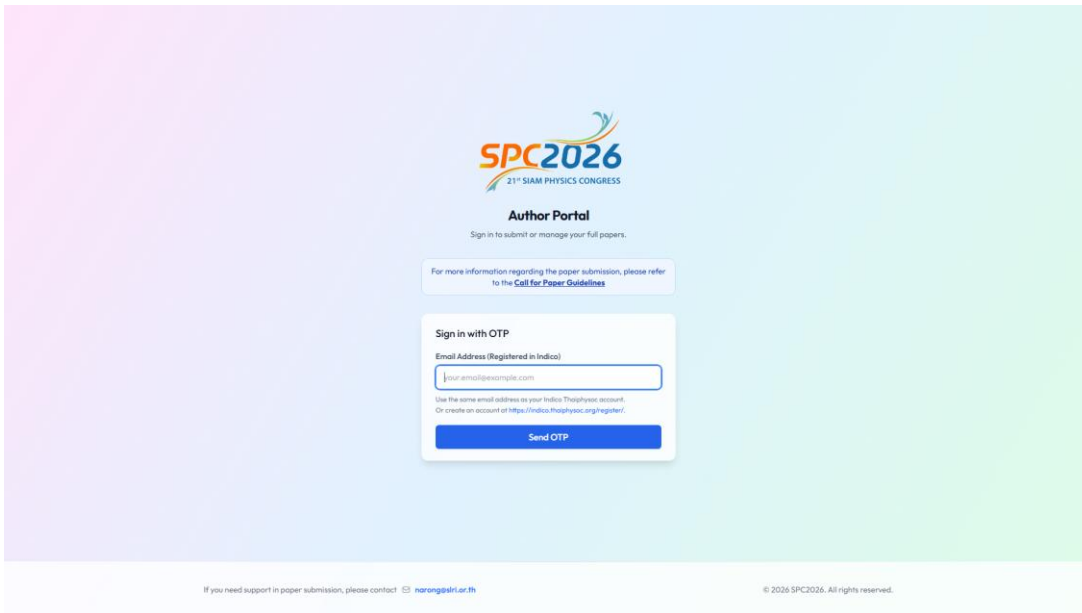 SPC2026
21st SIAM PHYSICS CONGRESS
Author Portal
Sign in to submit or manage your full papers.
For more information regarding the paper submission, please refer
to the Call for Paper Guidelines
Sign in with OTP
Email Address (Registered in Indico)
your.email@example.com
Use the same email address as your Indico Thaiphysoc account.
Or create an account at https://indico.thaiphysoc.org/register/.
Send OTP
If you need support in paper submission, please contact narong@slri.or.th
© 2026 SPC2026. All rights reserved.